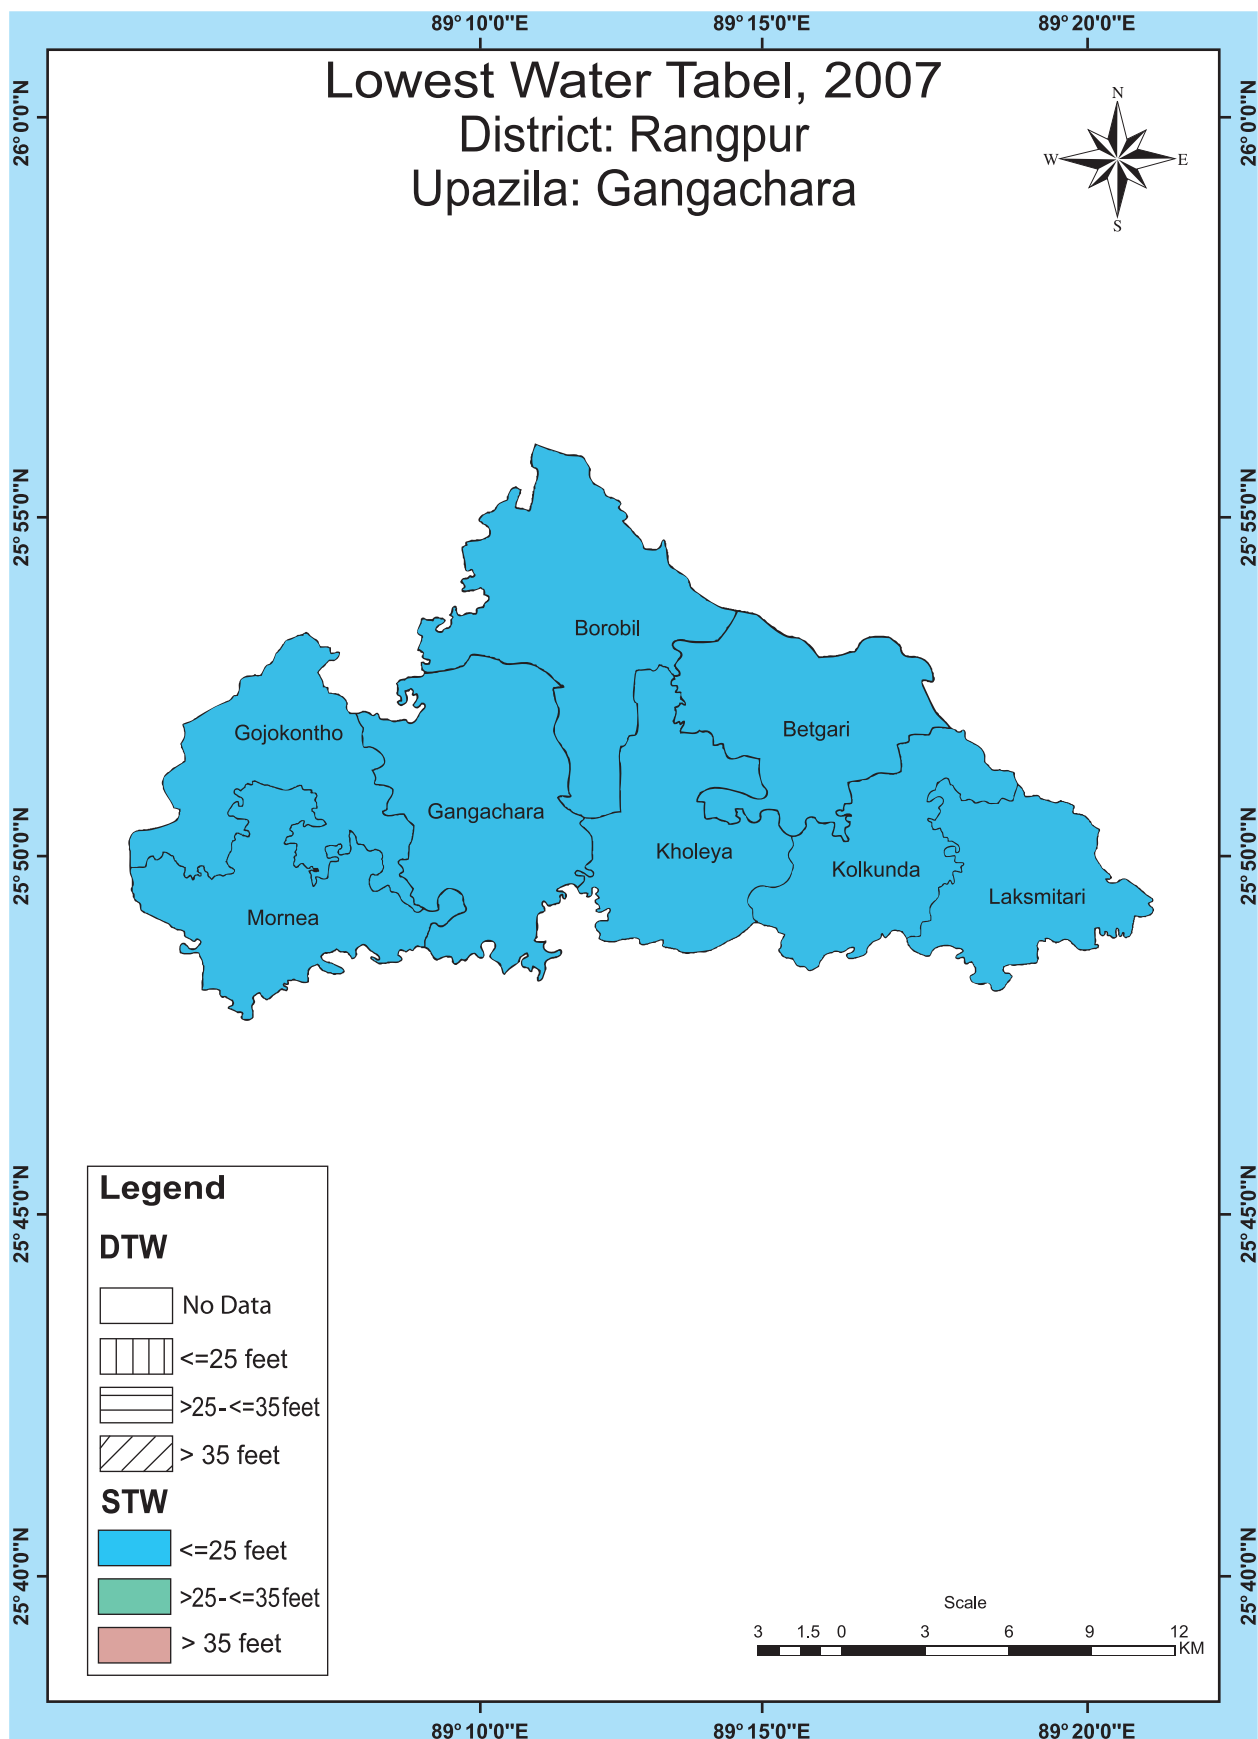 89°10'0"E 89°15'0"E 89°20'0"E
Lowest Water Tabel, 2007
District: Rangpur
Upazila: Gangachara
N
W E
S
26°0'0"N 26°0'0"N
25°55'0"N 25°55'0"N
Borobil
Gojokontho
Betgari
Gangachara
Kholeya
Kolkunda
Laksmitari
Mornea
25°50'0"N 25°50'0"N
25°45'0"N 25°45'0"N
Legend
DTW
No Data
<=25 feet
>25-<=35feet
> 35 feet
STW
<=25 feet
>25-<=35feet
> 35 feet
25°40'0"N 25°40'0"N
Scale
3 1.5 0 3 6 9 12
KM
89°10'0"E 89°15'0"E 89°20'0"E